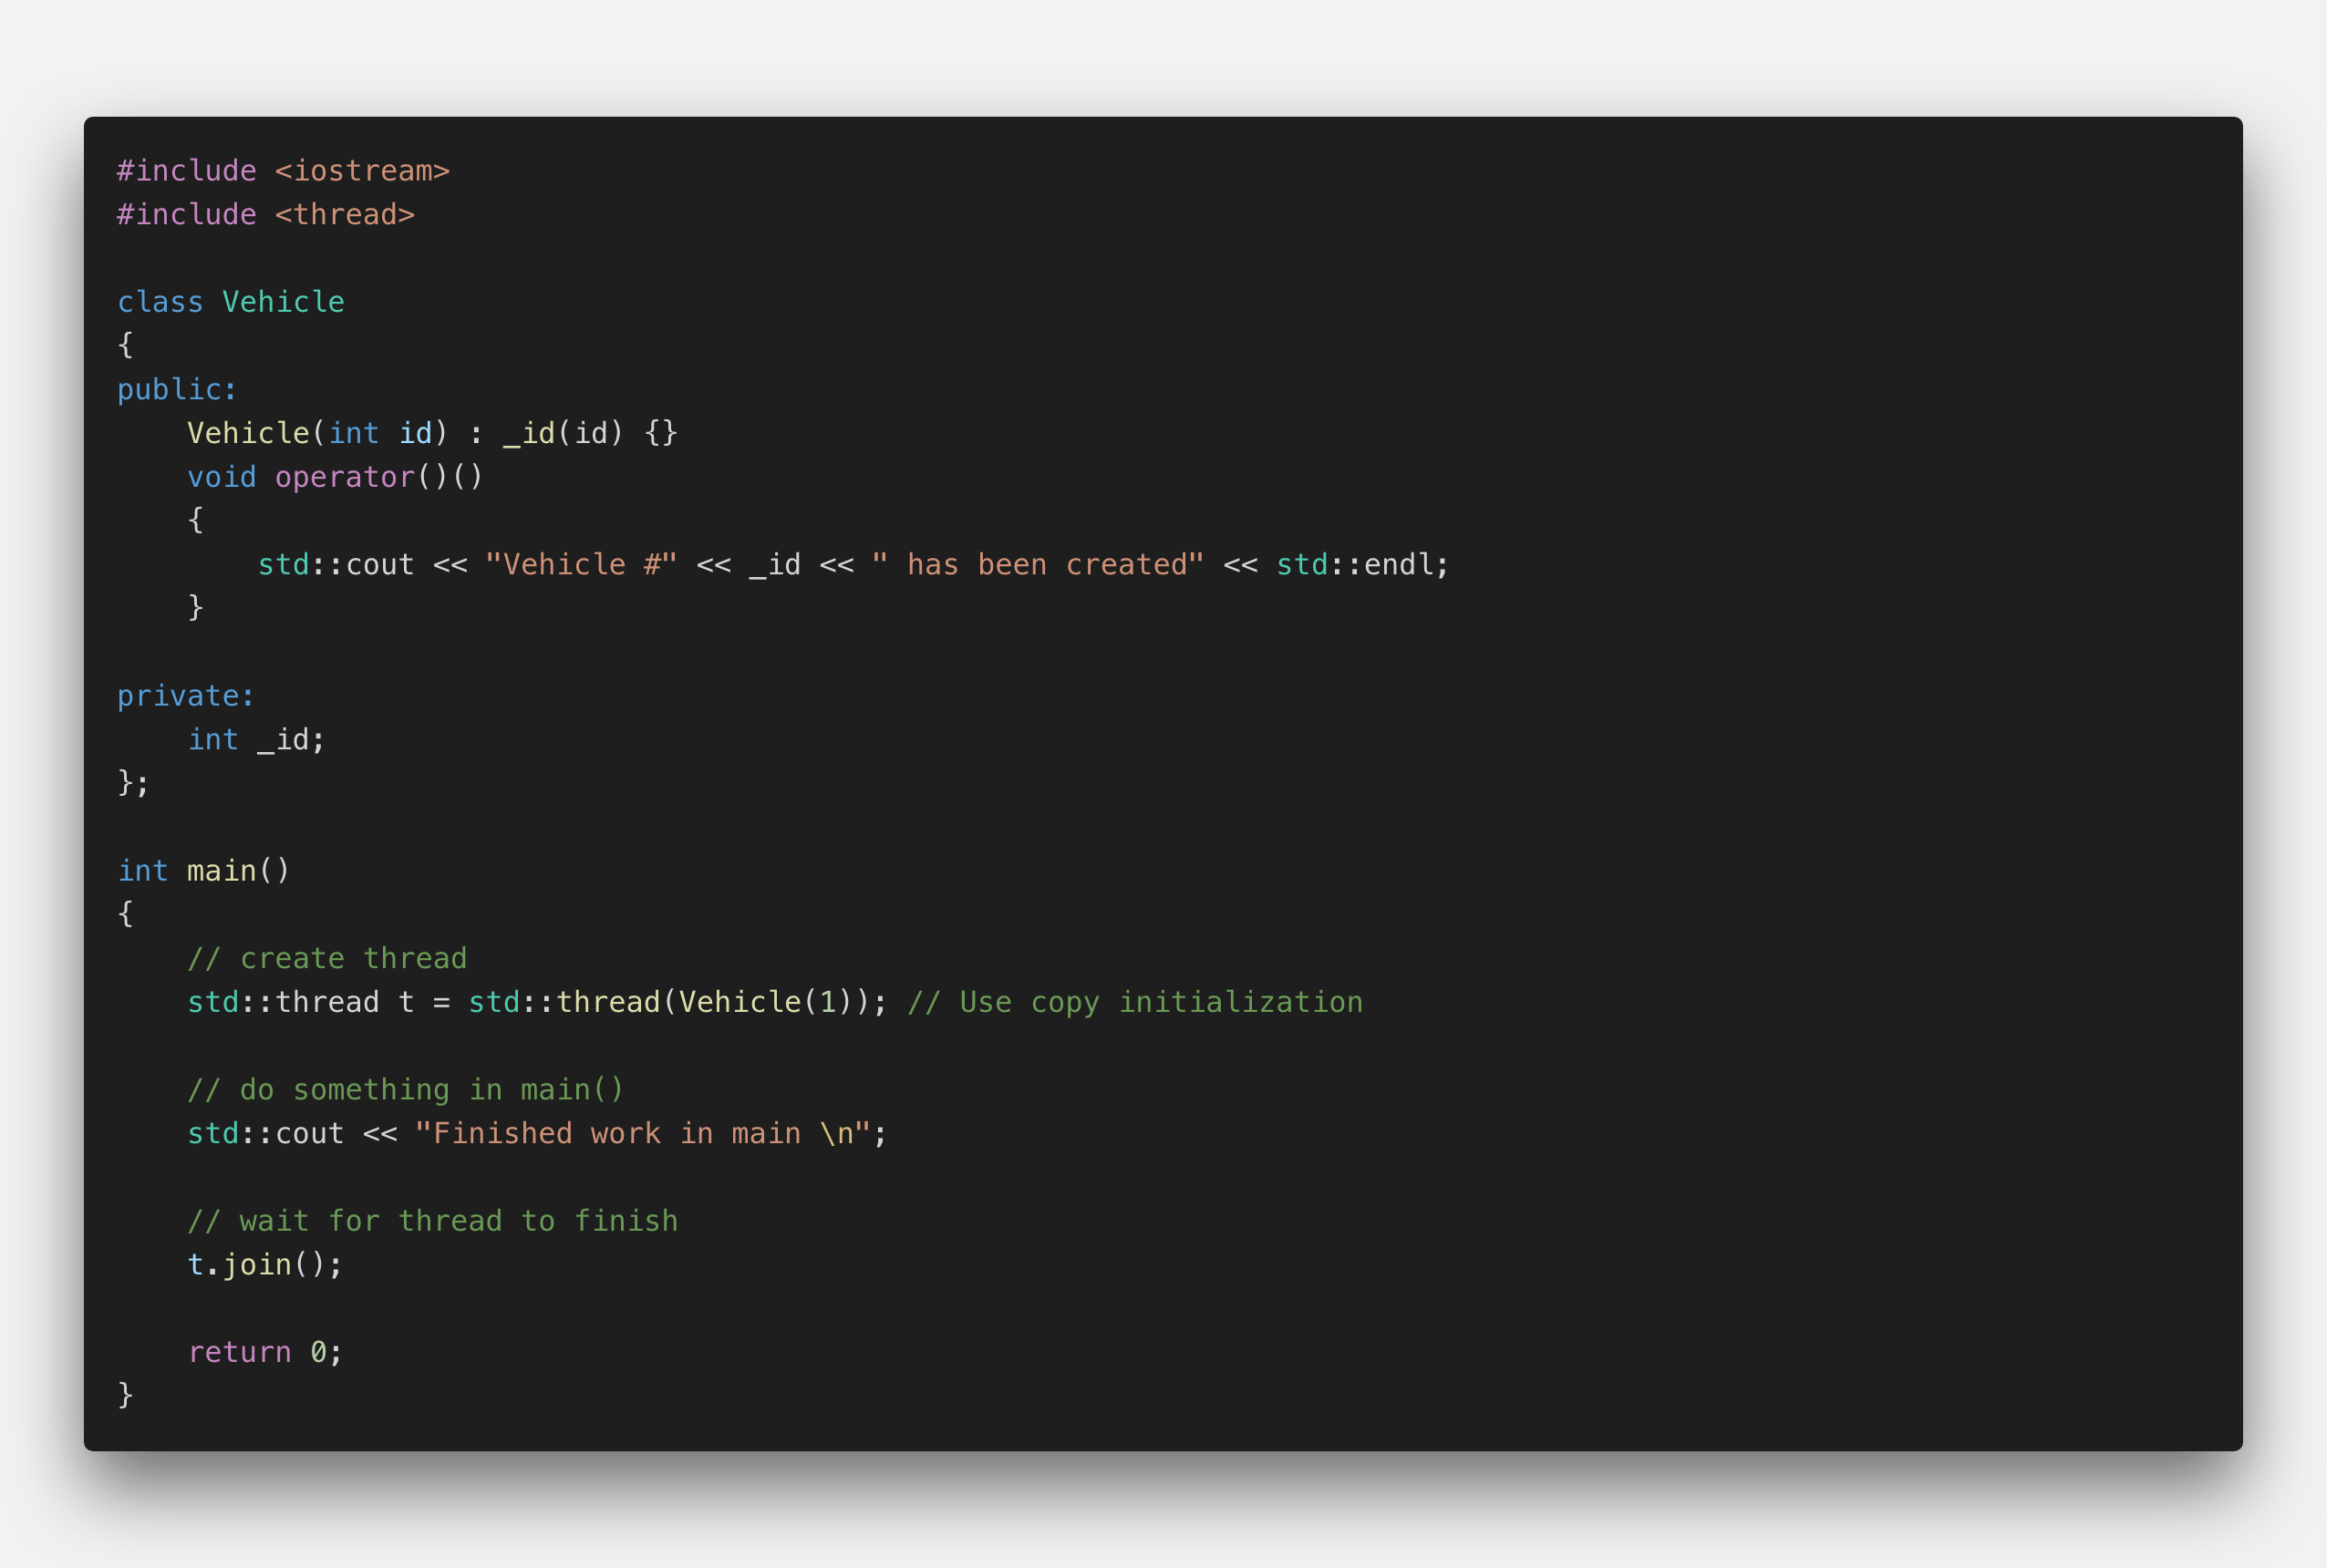 #include <iostream>
#include <thread>

class Vehicle
{
public:
    Vehicle(int id) : _id(id) {}
    void operator()()
    {
        std::cout << "Vehicle #" << _id << " has been created" << std::endl;
    }

private:
    int _id;
};

int main()
{
    // create thread
    std::thread t = std::thread(Vehicle(1)); // Use copy initialization

    // do something in main()
    std::cout << "Finished work in main \n";

    // wait for thread to finish
    t.join();

    return 0;
}